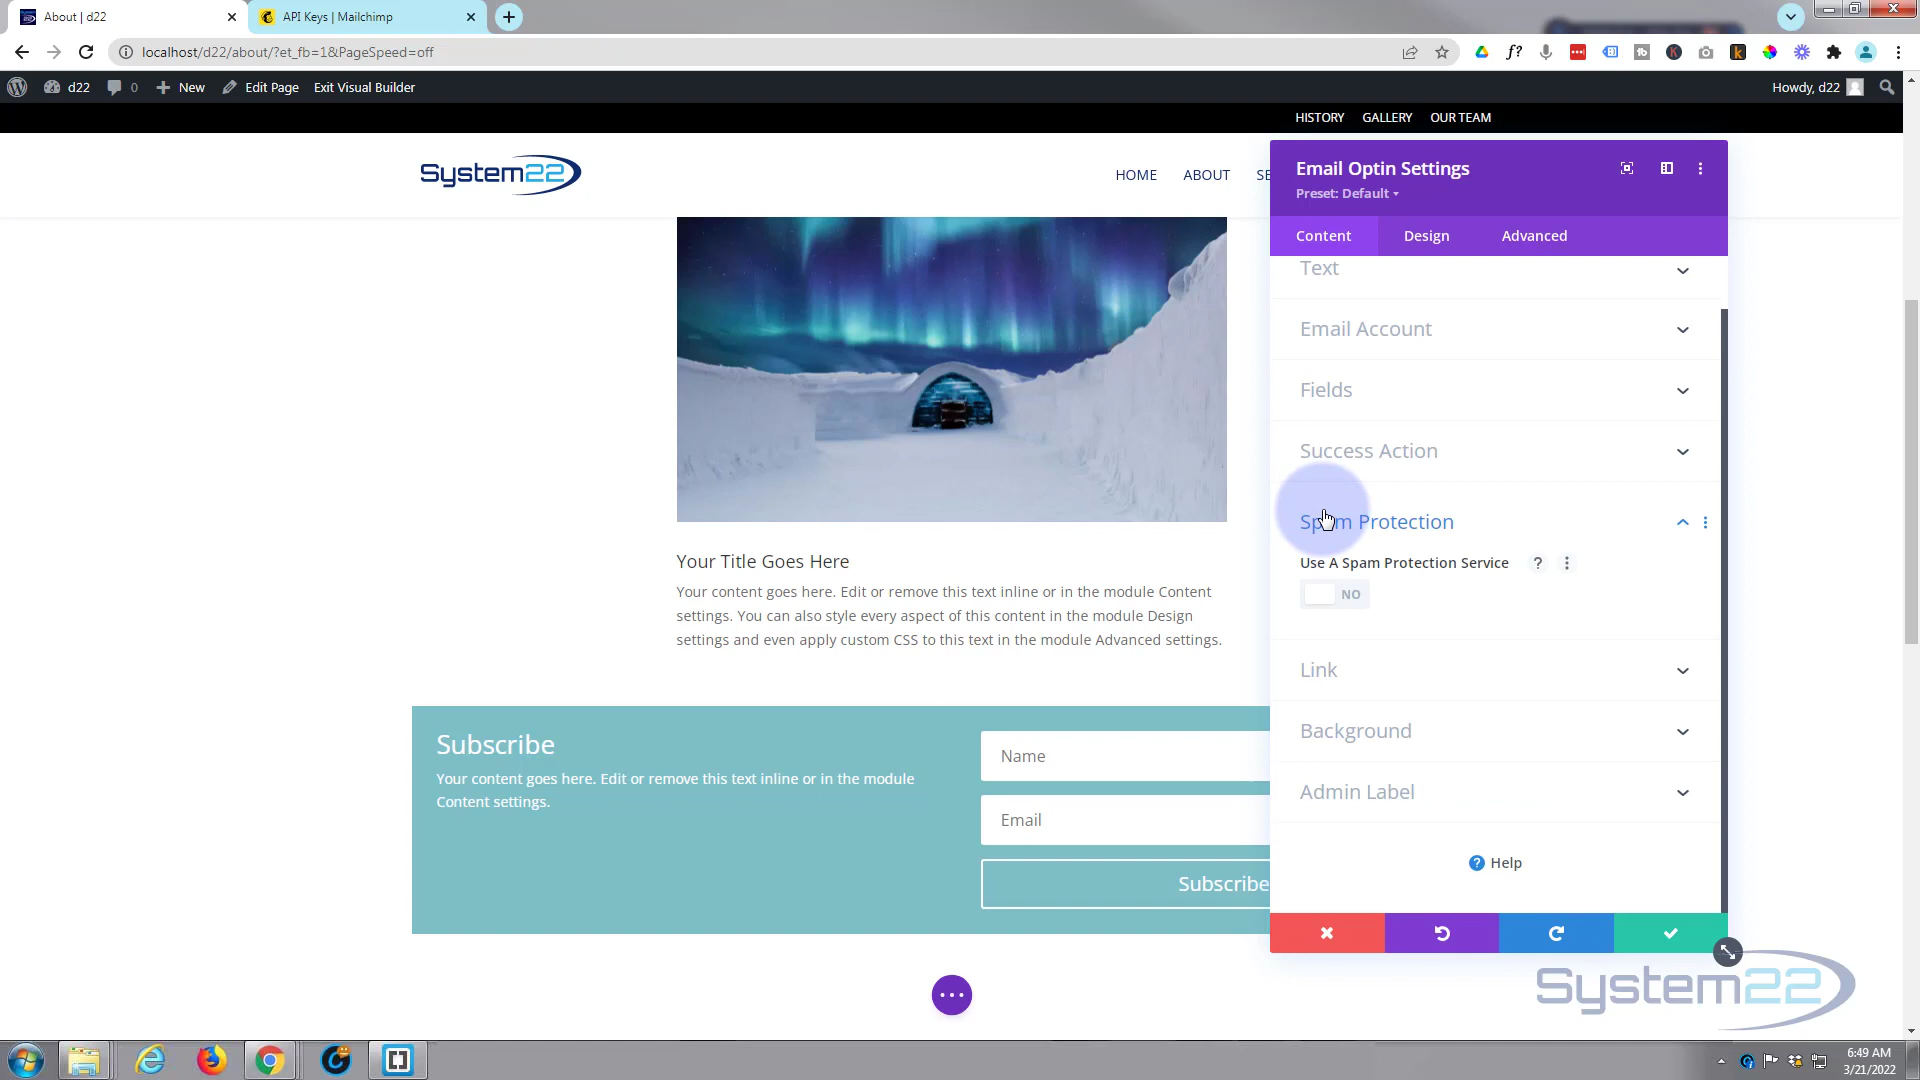 About | d22
API Keys | Mailchimp
localhost/d22/about/?et_fb=1&PageSpeed=off
d22
0
New
Edit Page
Exit Visual Builder
Howdy, d22
HISTORY
GALLERY
OUR TEAM
System22
HOME
ABOUT
SE
Email Optin Settings
Preset: Default
Content
Design
Advanced
Text
Email Account
Fields
Success Action
Spam Protection
Use A Spam Protection Service
?
NO
Link
Background
Admin Label
? Help
Your Title Goes Here
Your content goes here. Edit or remove this text inline or in the module Content
settings. You can also style every aspect of this content in the module Design
settings and even apply custom CSS to this text in the module Advanced settings.
Subscribe
Your content goes here. Edit or remove this text inline or in the module
Content settings.
Name
Email
Subscribe
System22
6:49 AM
3/21/2022